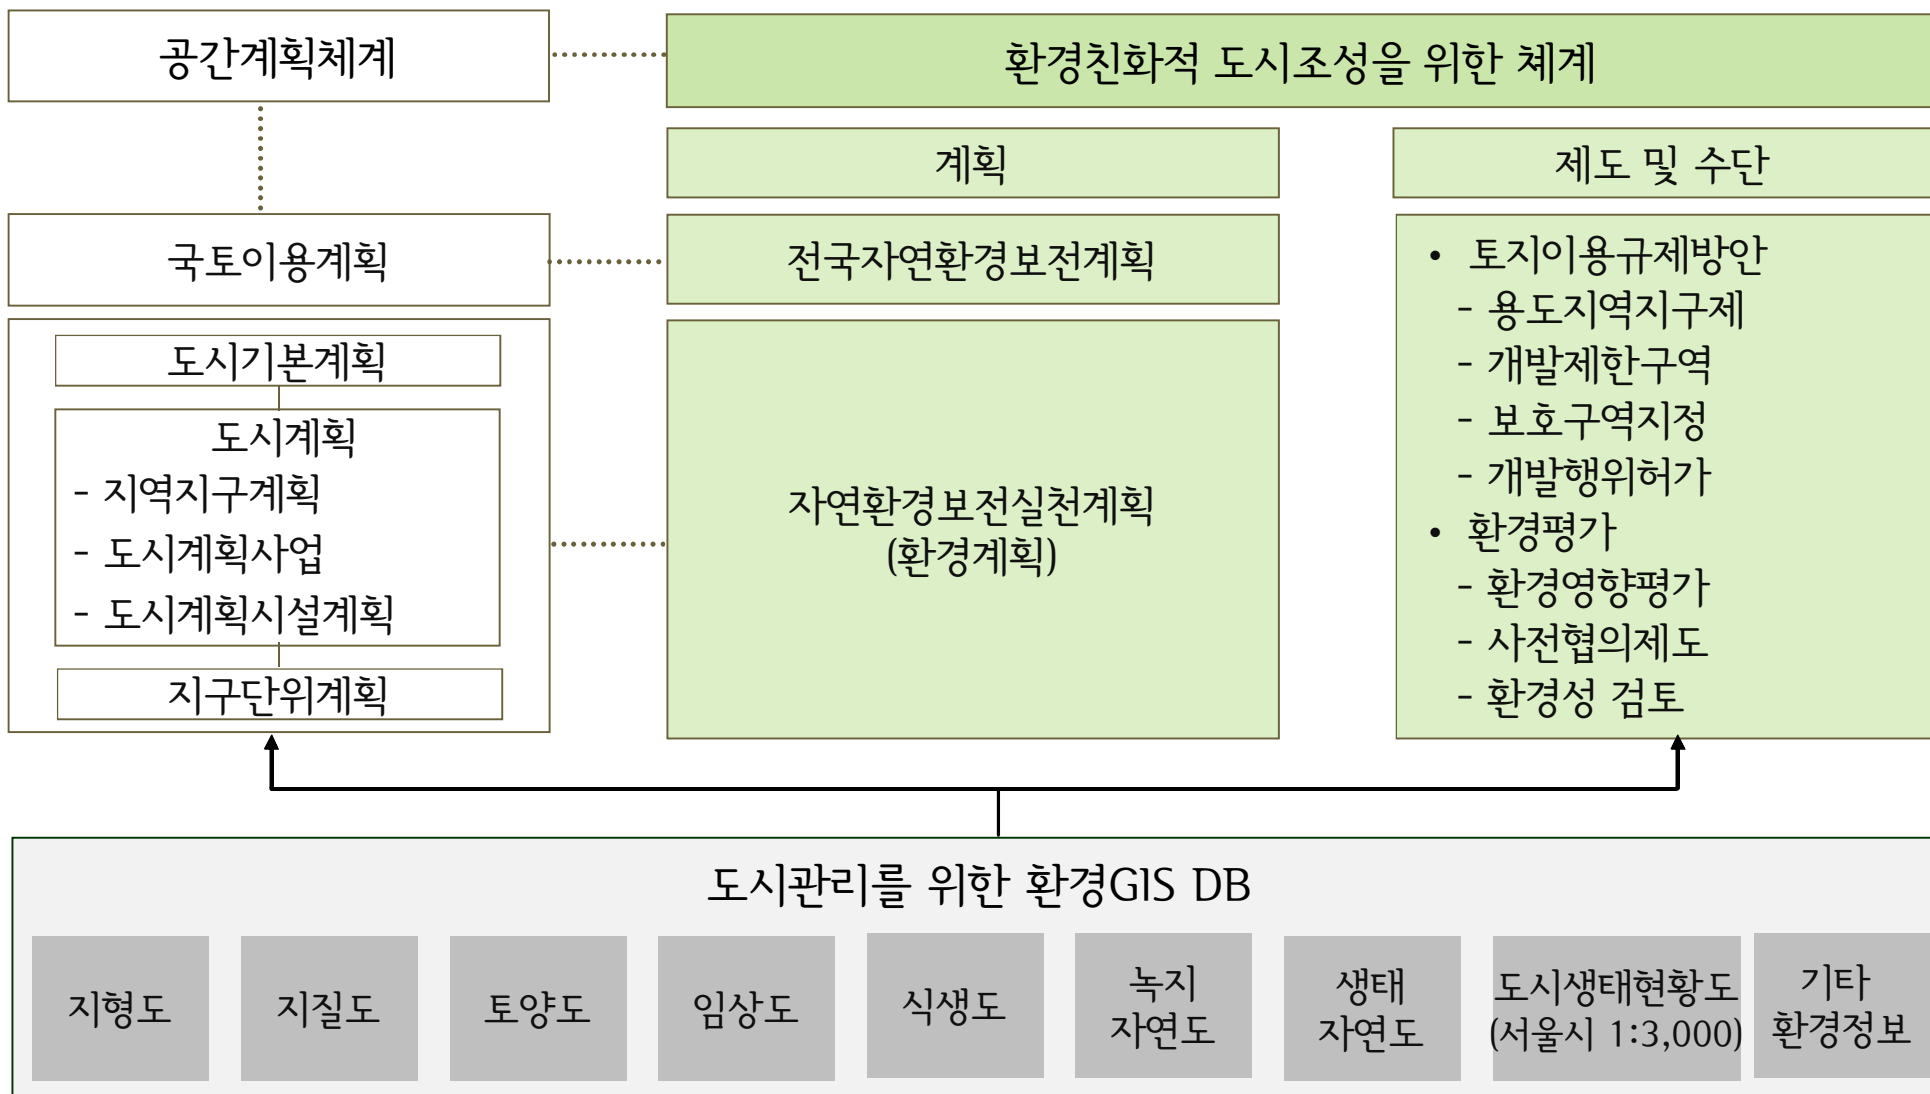 공간계획체계
환경친화적 도시조성을 위한 체계
계획
제도 및 수단
국토이용계획
전국자연환경보전계획
도시기본계획
도시계획
- 지역지구계획
- 도시계획사업
- 도시계획시설계획
지구단위계획
자연환경보전실천계획
(환경계획)
• 토지이용규제방안
- 용도지역지구제
- 개발제한구역
- 보호구역지정
- 개발행위허가
• 환경평가
- 환경영향평가
- 사전협의제도
- 환경성 검토
도시관리를 위한 환경GIS DB
지형도
지질도
토양도
임상도
식생도
녹지
자연도
생태
자연도
도시생태현황도
(서울시 1:3,000)
기타
환경정보